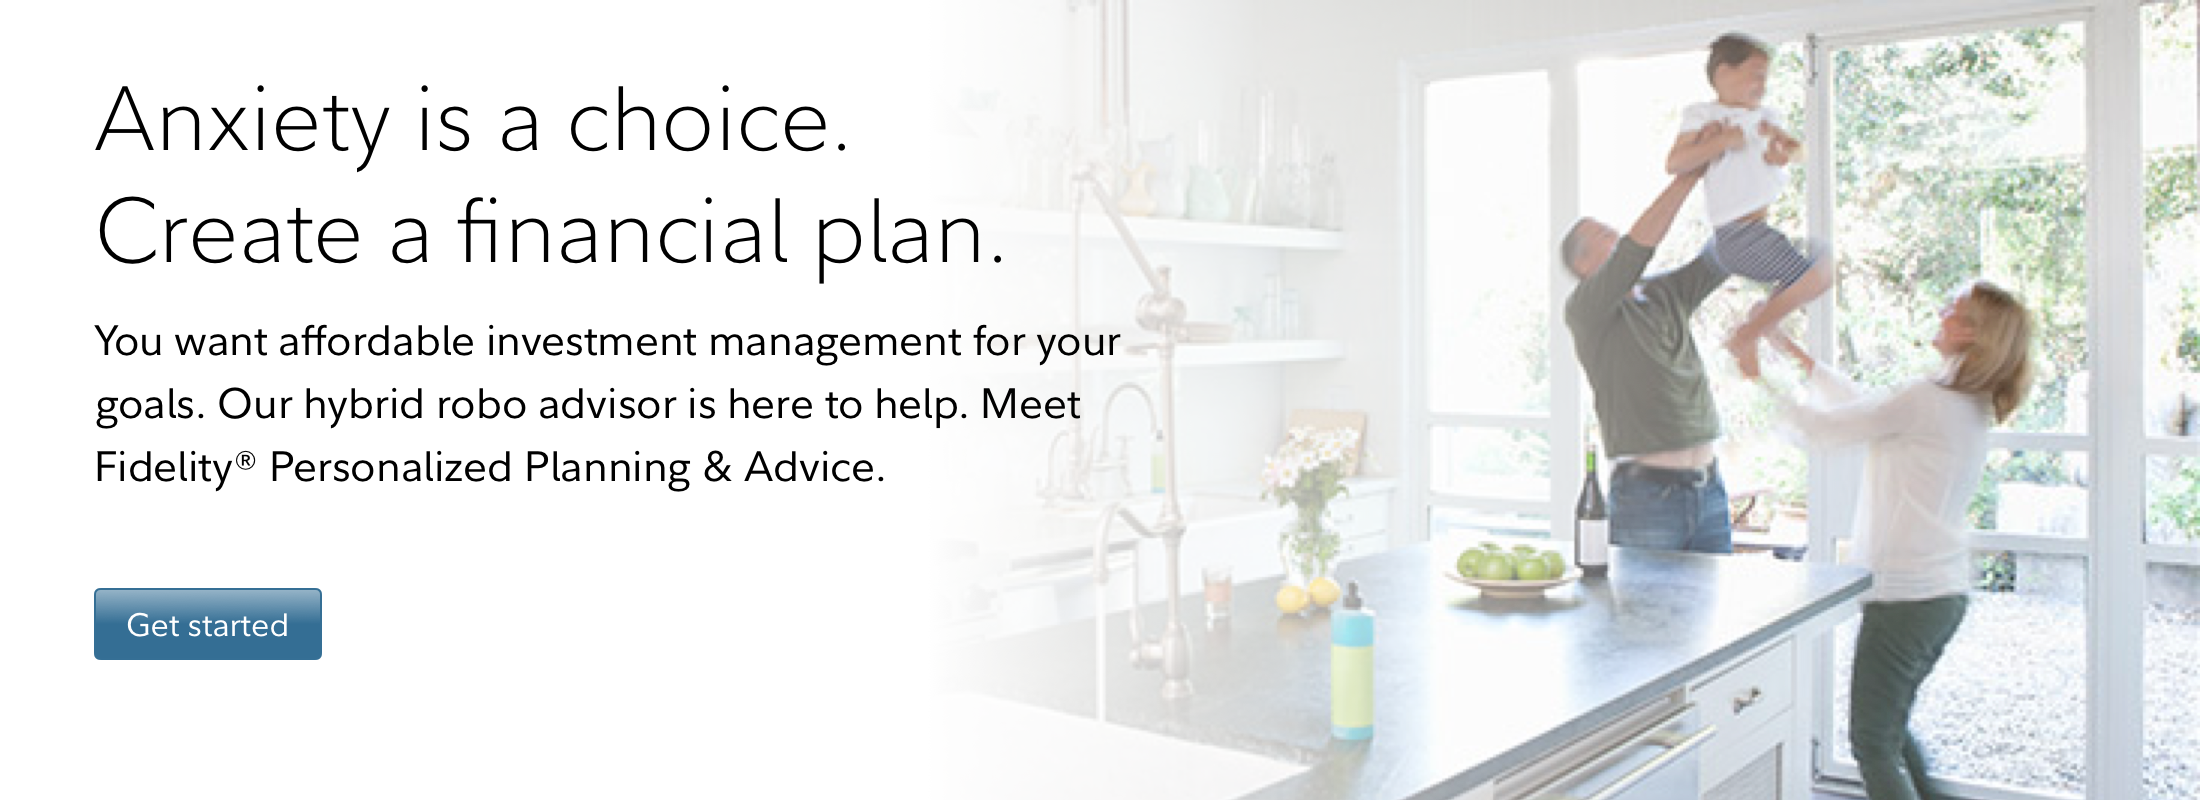 Anxiety is a choice.
Create a financial plan.
You want affordable investment management for your
goals. Our hybrid robo advisor is here to help. Meet
Fidelity® Personalized Planning & Advice.
Get started